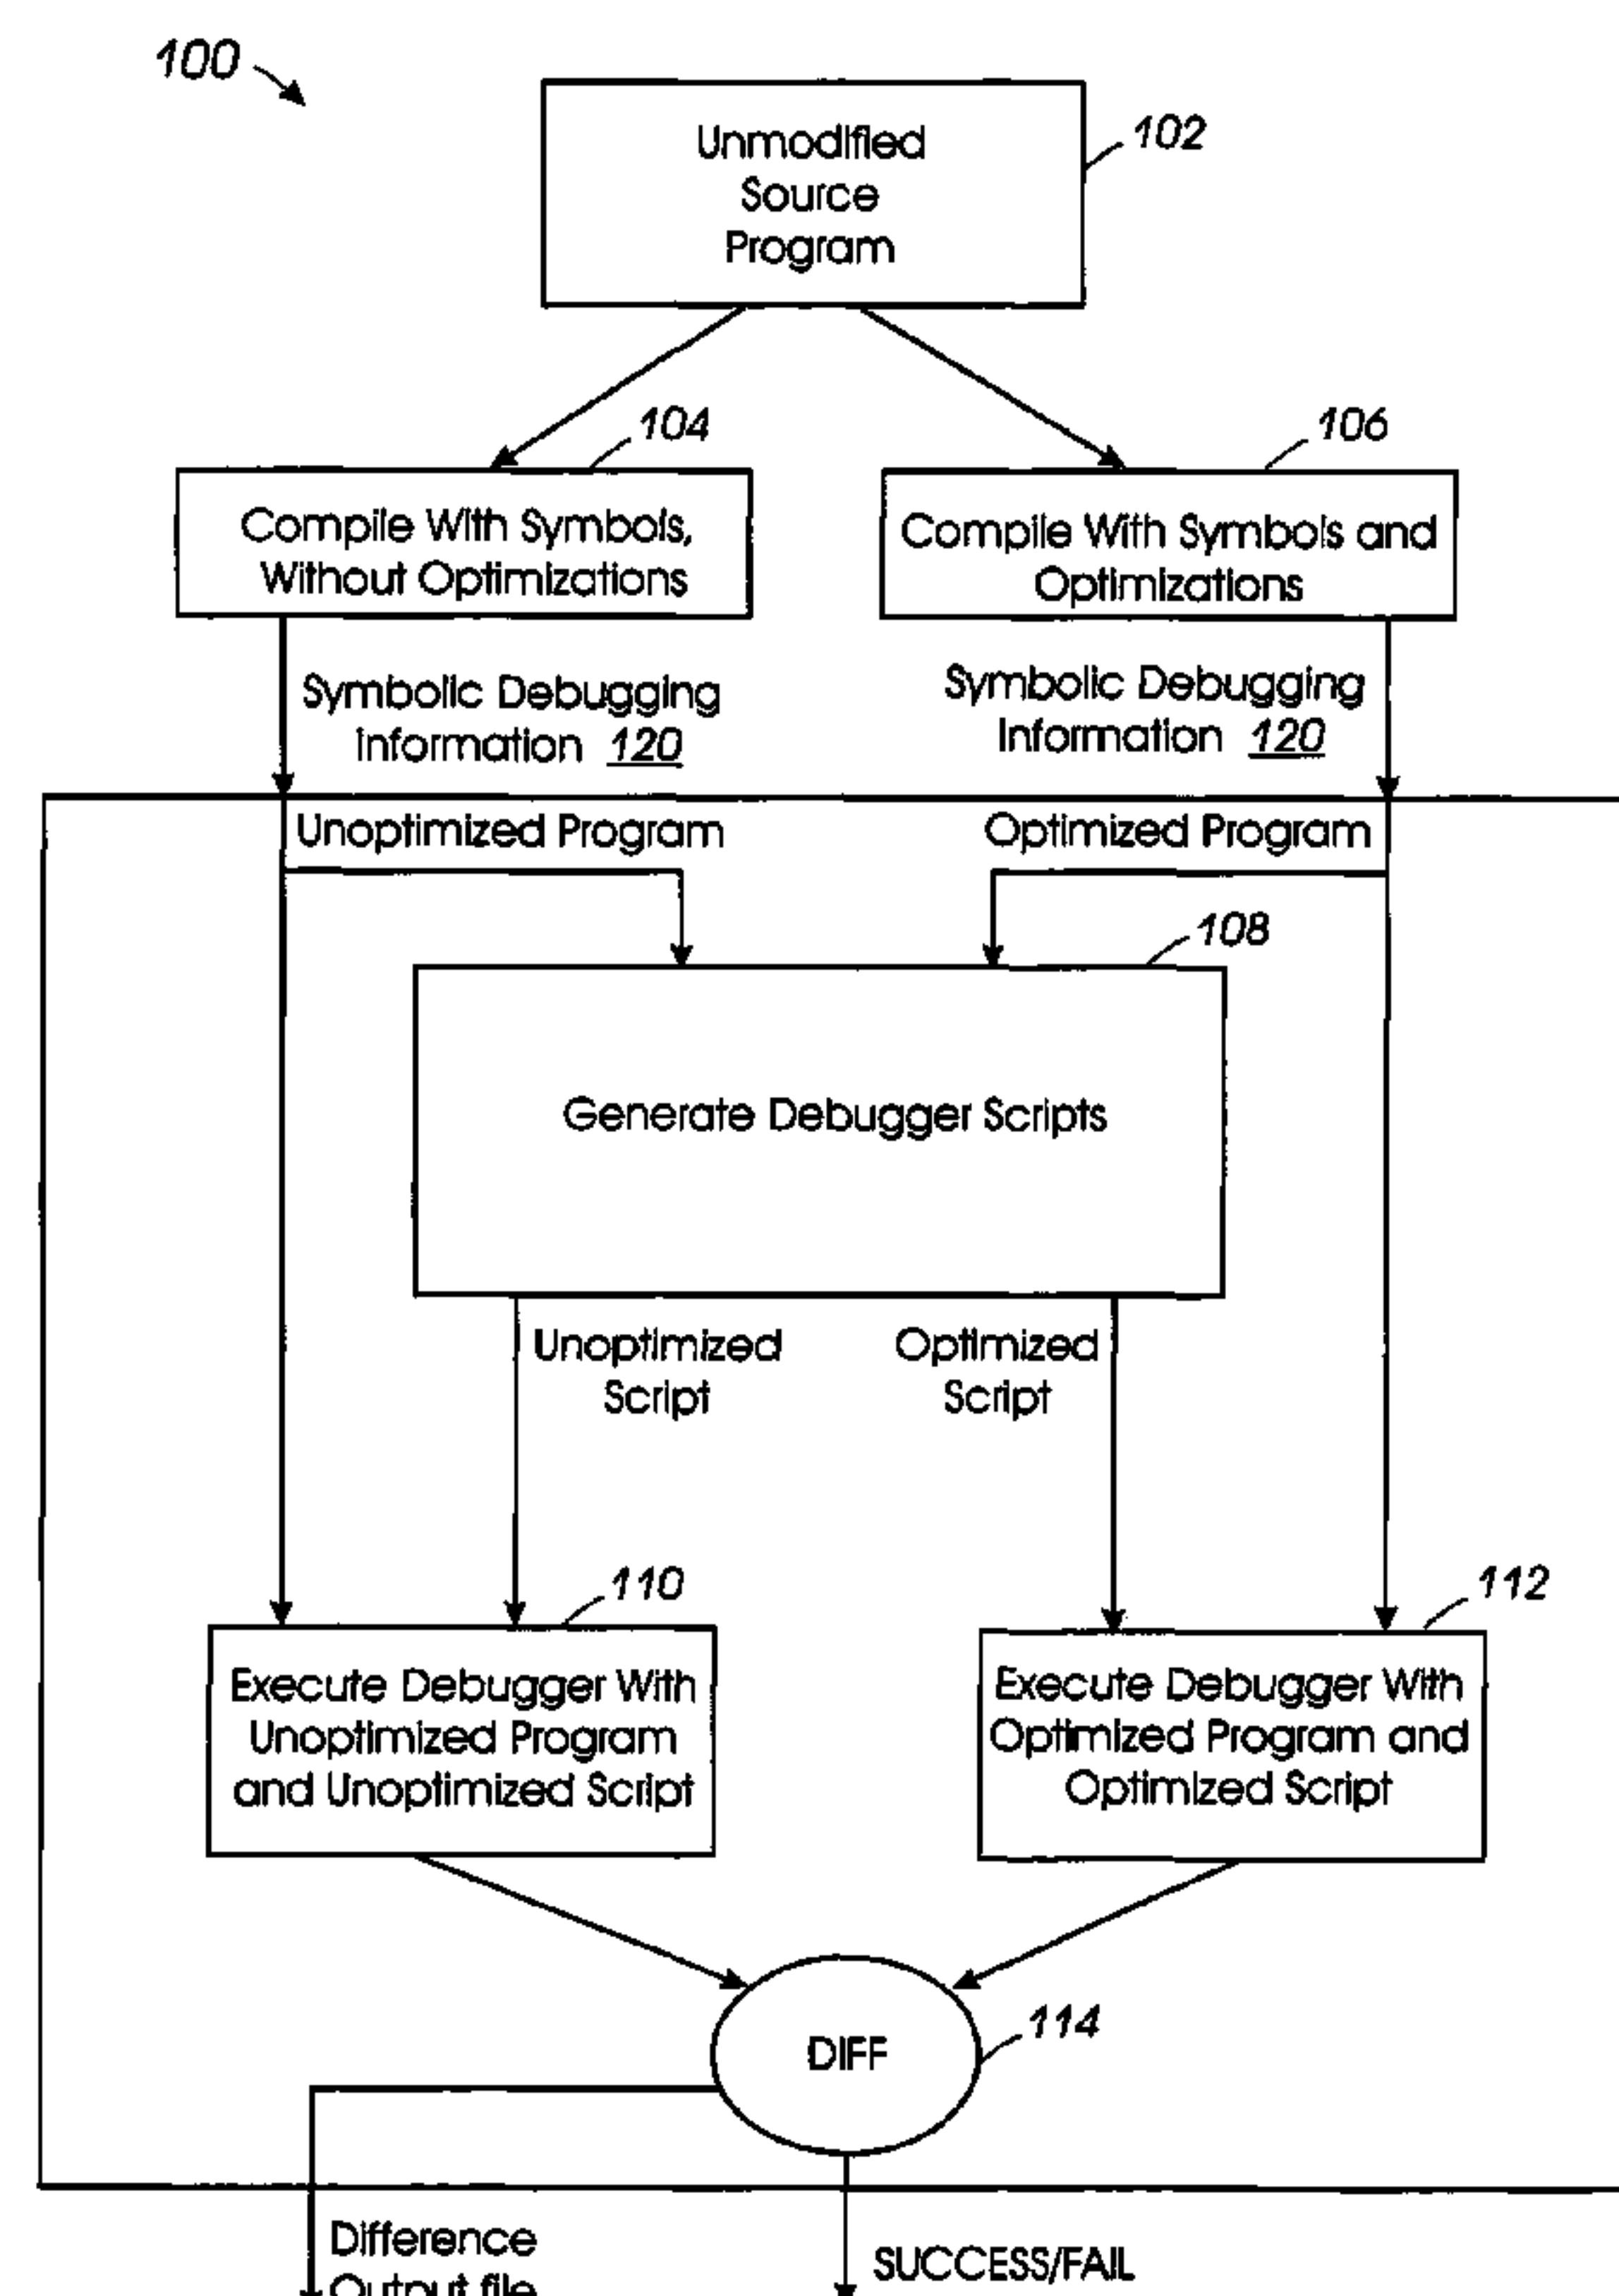 100
102
Unmodified
Source
Program
104
106
Compile With Symbols,
Without Optimizations
Compile With Symbols and
Optimizations
Symbolic Debugging
Information 120
Symbolic Debugging
Information 120
Unoptimized Program
Optimized Program
108
Generate Debugger Scripts
Unoptimized
Script
Optimized
Script
110
112
Execute Debugger With
Unoptimized Program
and Unoptimized Script
Execute Debugger With
Optimized Program and
Optimized Script
114
DIFF
Difference
Output file
SUCCESS/FAIL